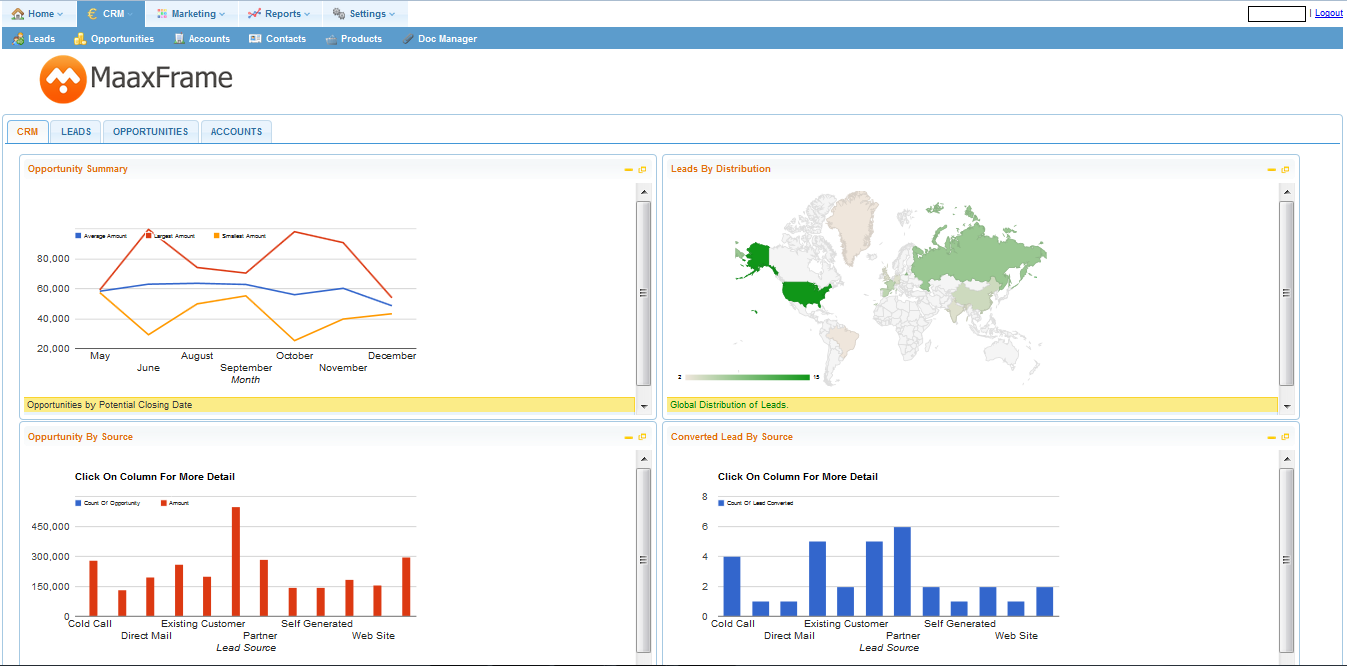 Home CRM Marketing Reports Settings | Logout
Leads Opportunities Accounts Contacts Products Doc Manager
MaaxFrame
CRM LEADS OPPORTUNITIES ACCOUNTS
Opportunity Summary
Average Amount Largest Amount Smallest Amount
80,000
60,000
40,000
20,000
May August October December
June September November
Month
Opportunities by Potential Closing Date
Leads By Distribution
2 15
Global Distribution of Leads.
Oppurtunity By Source
Click On Column For More Detail
Count Of Opportunity Amount
450,000
300,000
150,000
0
Cold Call Existing Customer Self Generated
Direct Mail Partner Web Site
Lead Source
Converted Lead By Source
Click On Column For More Detail
8
Count Of Lead Converted
6
4
2
0
Cold Call Existing Customer Self Generated
Direct Mail Partner Web Site
Lead Source